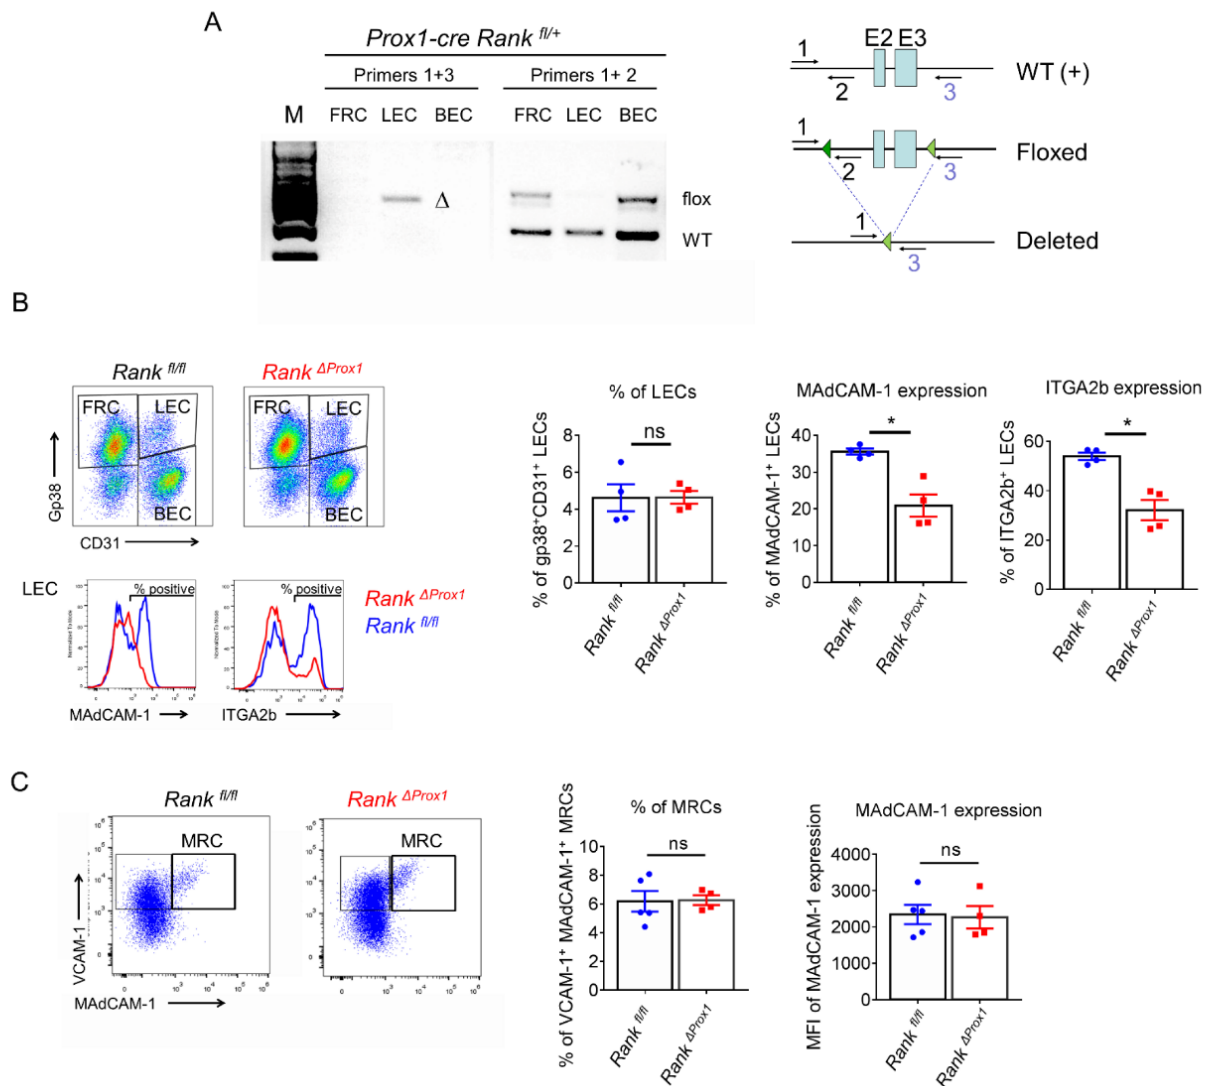 A
Prox1-cre Rank fl/+
Primers 1+3
Primers 1+ 2
M
FRC
LEC
BEC
FRC
LEC
BEC
Δ
flox
WT
1
E2
E3
2
3
WT (+)
1
2
3
Floxed
1
3
Deleted
B
Rank fl/fl
Rank ΔProx1
FRC
LEC
BEC
FRC
LEC
BEC
Gp38
CD31
LEC
% positive
% positive
Rank ΔProx1
Rank fl/fl
MAdCAM-1
ITGA2b
% of LECs
ns
% of gp38+CD31+ LECs
8
6
4
2
0
Rank fl/fl
Rank ΔProx1
MAdCAM-1 expression
*
% of MAdCAM-1+ LECs
40
30
20
10
0
Rank fl/fl
Rank ΔProx1
ITGA2b expression
*
% of ITGA2b+ LECs
60
40
20
0
Rank fl/fl
Rank ΔProx1
C
Rank fl/fl
Rank ΔProx1
MRC
MRC
VCAM-1
MAdCAM-1
% of MRCs
ns
% of VCAM-1+ MAdCAM-1+ MRCs
10
8
6
4
2
0
Rank fl/fl
Rank ΔProx1
MAdCAM-1 expression
ns
MFI of MAdCAM-1 expression
4000
3000
2000
1000
0
Rank fl/fl
Rank ΔProx1